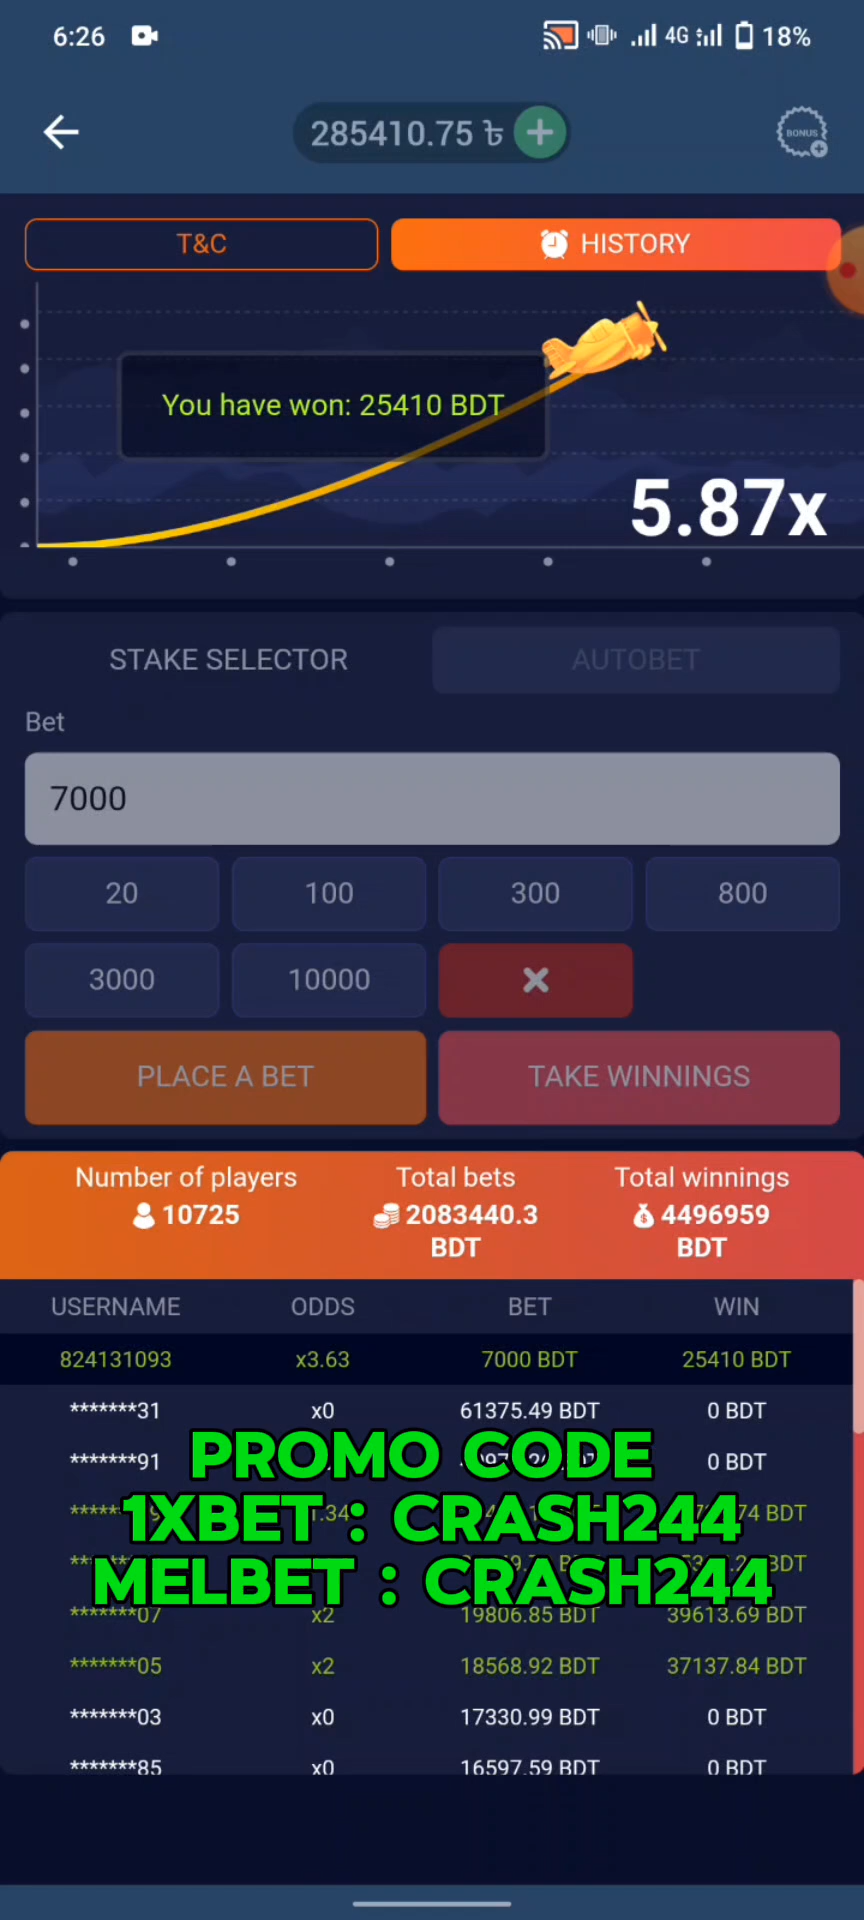 6:26 4G 18%
285410.75 ৳
BONUS
T&C HISTORY
You have won: 25410 BDT
5.87x
STAKE SELECTOR AUTOBET
Bet
7000
20 100 300 800
3000 10000
PLACE A BET TAKE WINNINGS
Number of players Total bets Total winnings
10725 2083440.3 4496959
BDT BDT
USERNAME ODDS BET WIN
824131093 x3.63 7000 BDT 25410 BDT
*******31 x0 61375.49 BDT 0 BDT
*******91 0 BDT
PROMO CODE
1XBET : CRASH244
MELBET : CRASH244
*******07 x2 19806.85 BDT 39613.69 BDT
*******05 x2 18568.92 BDT 37137.84 BDT
*******03 x0 17330.99 BDT 0 BDT
*******85 x0 16597.59 BDT 0 BDT